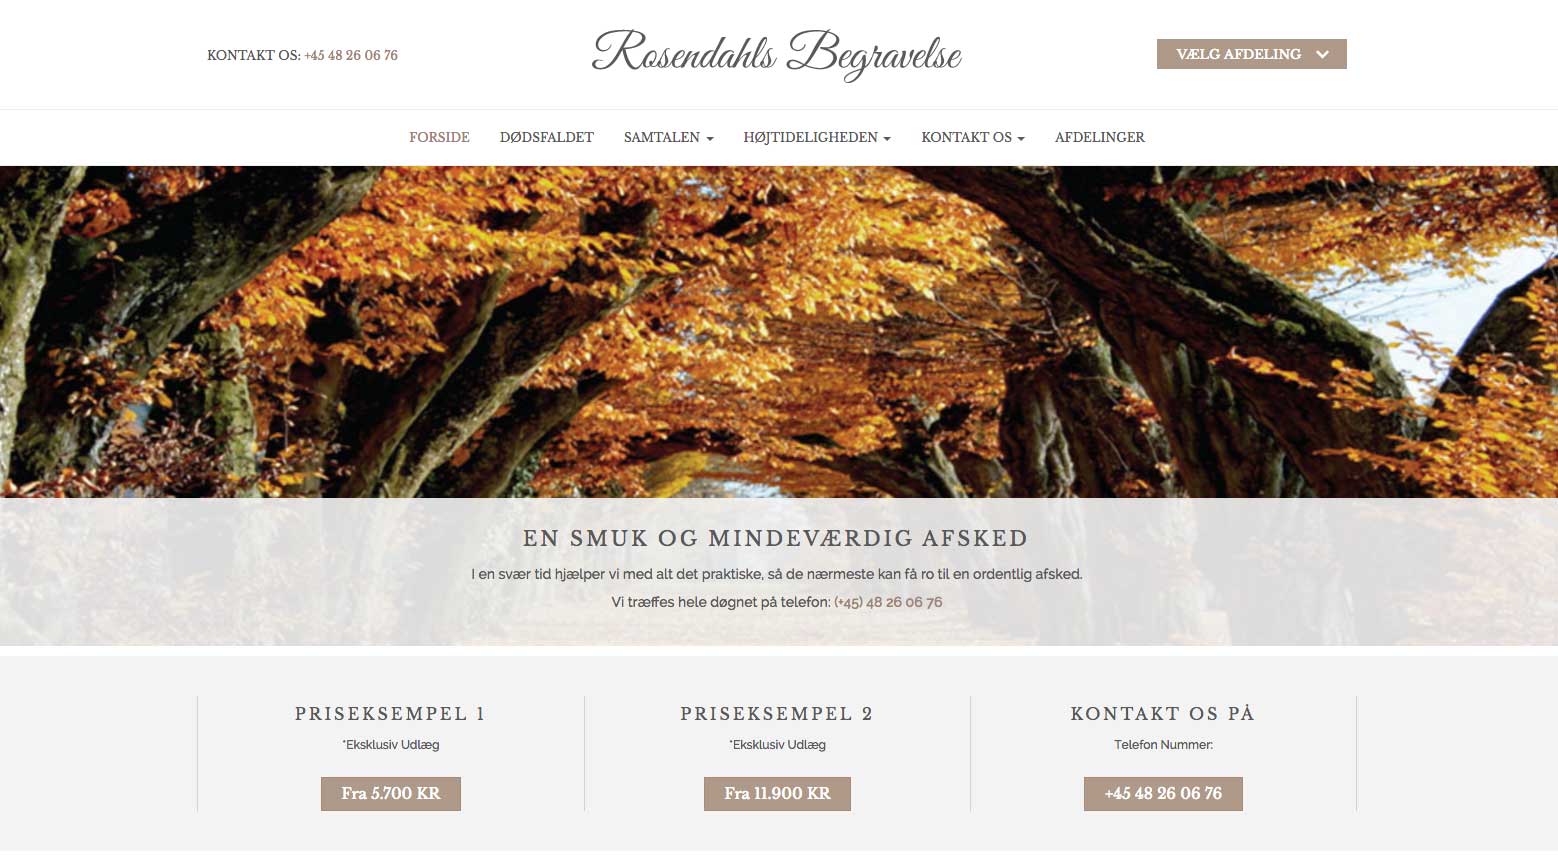 KONTAKT OS: +45 48 26 06 76
Rosendahls Begravelse
VÆLG AFDELING
FORSIDE DØDSFALDET SAMTALEN HØJTIDELIGHEDEN KONTAKT OS AFDELINGER
EN SMUK OG MINDEVÆRDIG AFSKED
I en svær tid hjælper vi med alt det praktiske, så de nærmeste kan få ro til en ordentlig afsked.
Vi træffes hele døgnet på telefon: (+45) 48 26 06 76
PRISEKSEMPEL 1
*Eksklusiv Udlæg
Fra 5.700 KR
PRISEKSEMPEL 2
*Eksklusiv Udlæg
Fra 11.900 KR
KONTAKT OS PÅ
Telefon Nummer:
+45 48 26 06 76